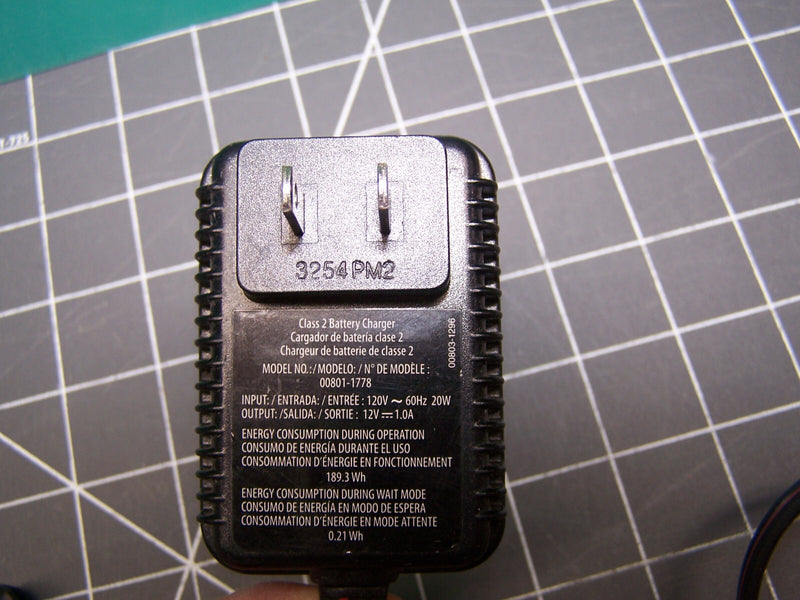 3254PM2
Class 2 Battery Charger
Cargador de batería clase 2
Chargeur de batterie de classe 2
00803-1296
MODEL NO.:/MODELO: / N° DE MODÈLE :
00801-1778
INPUT: / ENTRADA: / ENTRÉE : 120V ~ 60Hz 20W
OUTPUT: /SALIDA: / SORTIE : 12V ⎓ 1.0A
ENERGY CONSUMPTION DURING OPERATION
CONSUMO DE ENERGÍA DURANTE EL USO
CONSOMMATION D'ÉNERGIE EN FONCTIONNEMENT
189.3 Wh
ENERGY CONSUMPTION DURING WAIT MODE
CONSUMO DE ENERGÍA EN MODO DE ESPERA
CONSOMMATION D'ÉNERGIE EN MODE ATTENTE
0.21 Wh